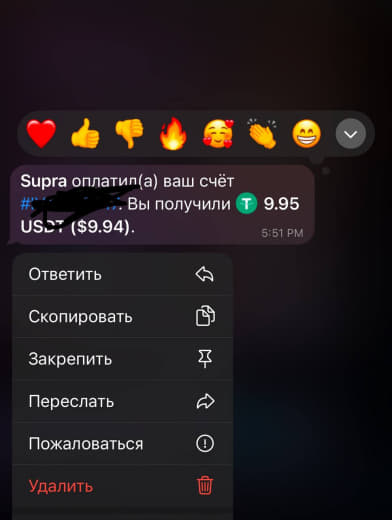 Supra оплатил(а) ваш счёт
#. Вы получили 9.95
USDT ($9.94).
5:51 PM
Ответить
Скопировать
Закрепить
Переслать
Пожаловаться
Удалить